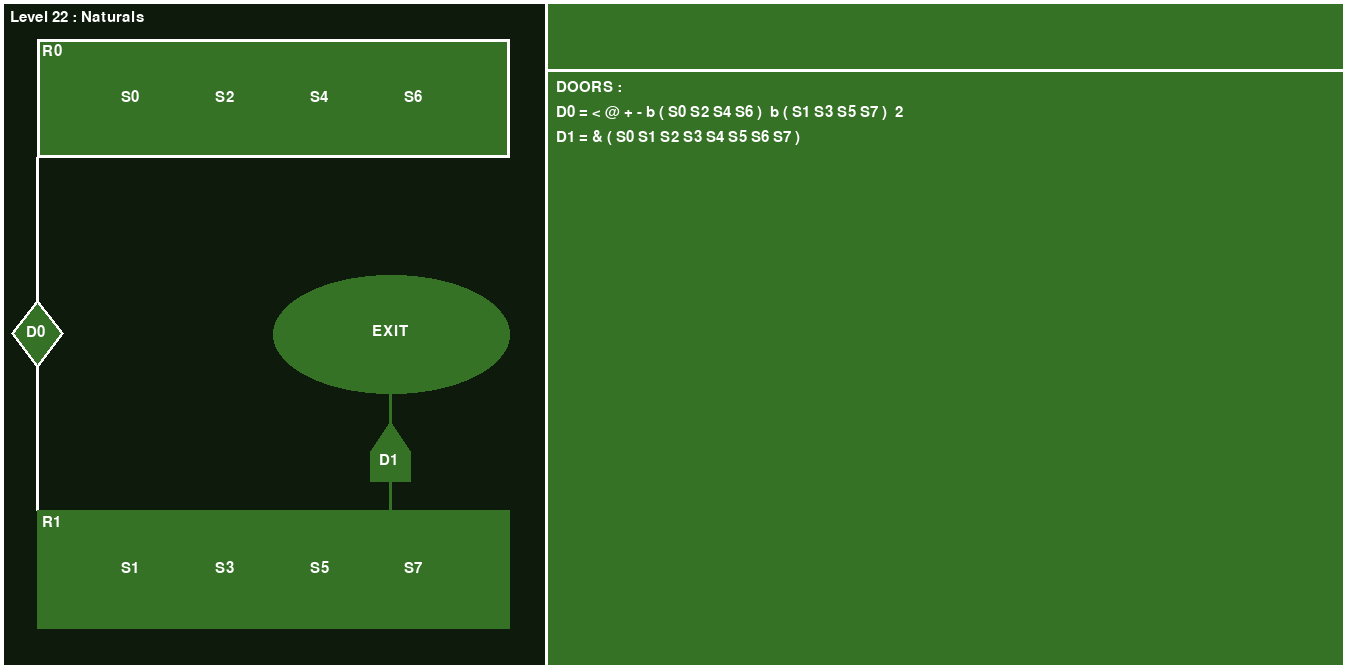 Level 22 : Naturals
R0
S0 S2 S4 S6
D0
EXIT
D1
R1
S1 S3 S5 S7
DOORS :
D0 = < @ + - b ( S0 S2 S4 S6 ) b ( S1 S3 S5 S7 ) 2
D1 = & ( S0 S1 S2 S3 S4 S5 S6 S7 )